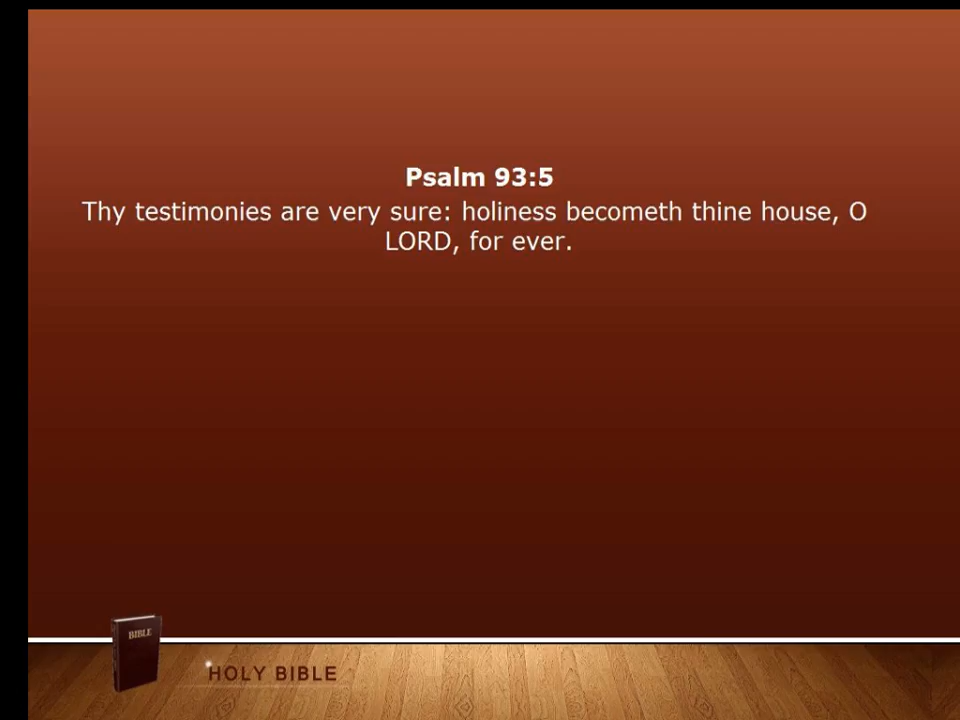 Psalm 93:5
Thy testimonies are very sure: holiness becometh thine house, O
LORD, for ever.
BIBLE
HOLY BIBLE